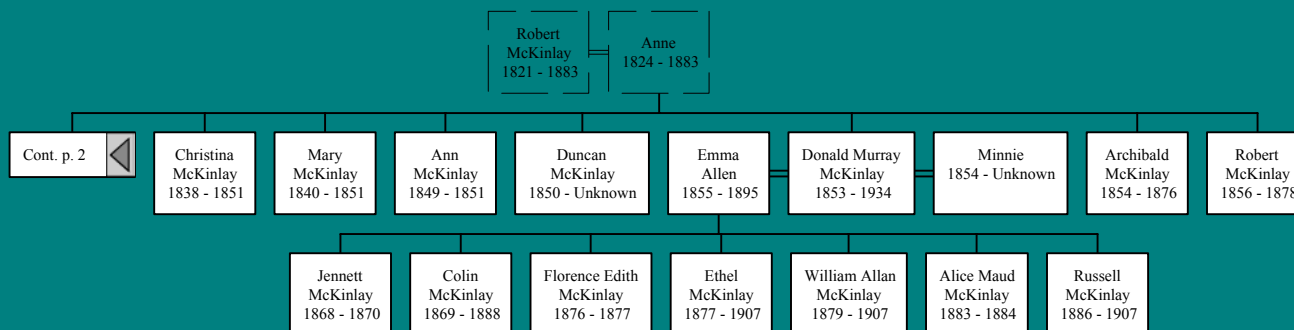 Robert
McKinlay
1821 - 1883
Anne
1824 - 1883
Cont. p. 2
Christina
McKinlay
1838 - 1851
Mary
McKinlay
1840 - 1851
Ann
McKinlay
1849 - 1851
Duncan
McKinlay
1850 - Unknown
Emma
Allen
1855 - 1895
Donald Murray
McKinlay
1853 - 1934
Minnie
1854 - Unknown
Archibald
McKinlay
1854 - 1876
Robert
McKinlay
1856 - 1878
Jennett
McKinlay
1868 - 1870
Colin
McKinlay
1869 - 1888
Florence Edith
McKinlay
1876 - 1877
Ethel
McKinlay
1877 - 1907
William Allan
McKinlay
1879 - 1907
Alice Maud
McKinlay
1883 - 1884
Russell
McKinlay
1886 - 1907